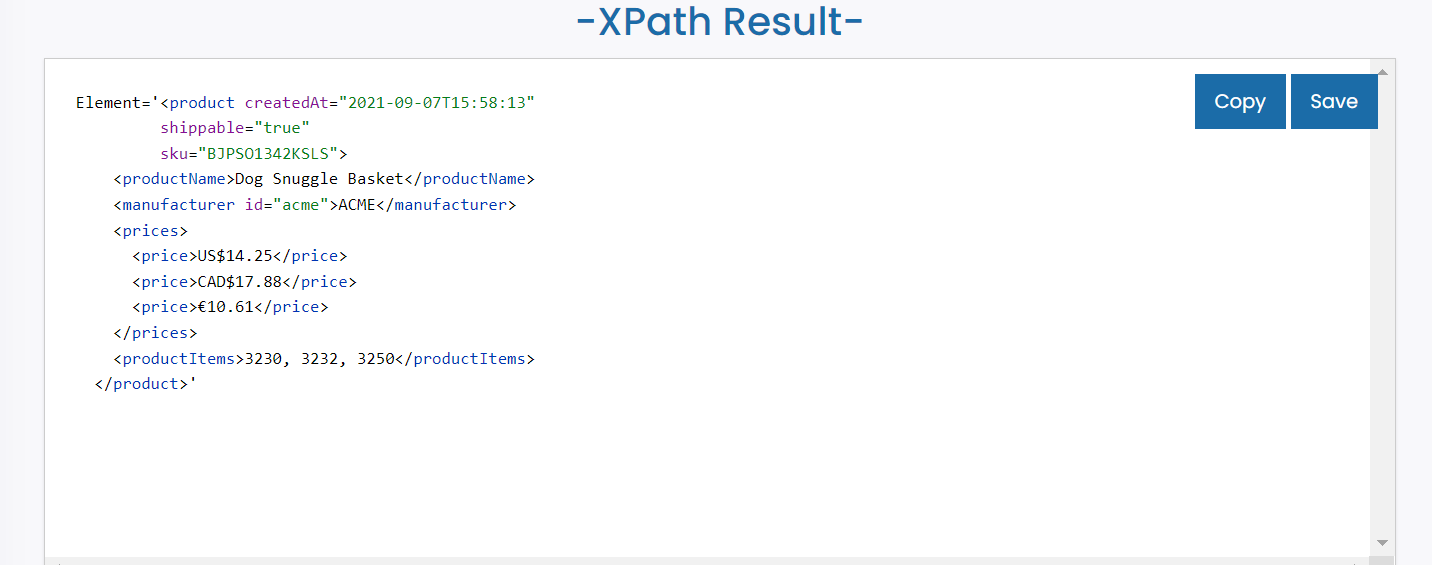 -XPath Result-
Copy
Save
Element='<product createdAt="2021-09-07T15:58:13"
shippable="true"
sku="BJPSO1342KSLS">
<productName>Dog Snuggle Basket</productName>
<manufacturer id="acme">ACME</manufacturer>
<prices>
<price>US$14.25</price>
<price>CAD$17.88</price>
<price>€10.61</price>
</prices>
<productItems>3230, 3232, 3250</productItems>
</product>'